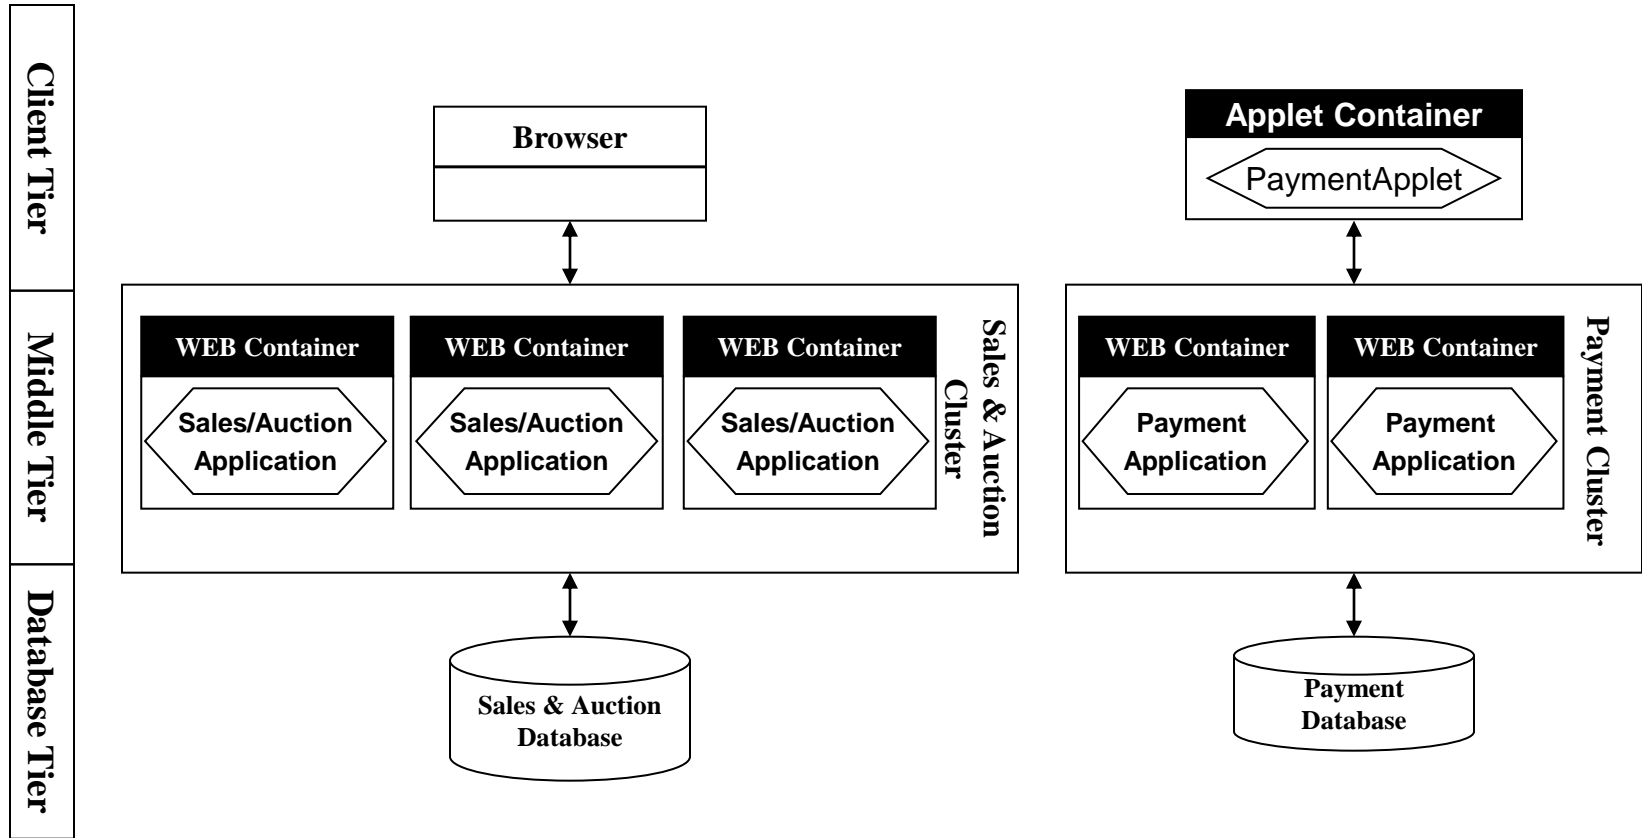 Client Tier
Browser
Applet Container
PaymentApplet
Middle Tier
WEB Container
Sales/Auction
Application
WEB Container
Sales/Auction
Application
WEB Container
Sales/Auction
Application
Sales & Auction
Cluster
WEB Container
Payment
Application
WEB Container
Payment
Application
Payment Cluster
Database Tier
Sales & Auction
Database
Payment
Database